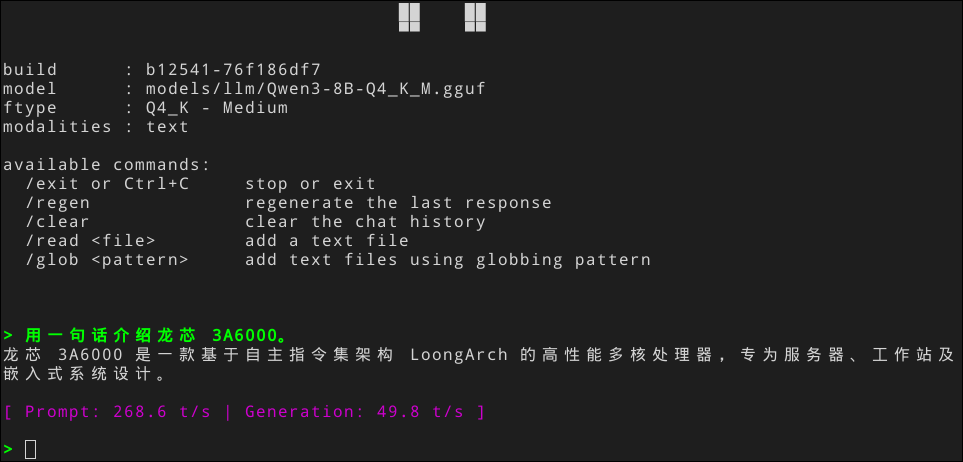 build      : b12541-76f186df7
model      : models/llm/Qwen3-8B-Q4_K_M.gguf
ftype      : Q4_K - Medium
modalities : text
available commands:
  /exit or Ctrl+C     stop or exit
  /regen              regenerate the last response
  /clear              clear the chat history
  /read <file>        add a text file
  /glob <pattern>     add text files using globbing pattern
> 用一句话介绍龙芯 3A6000。
龙芯 3A6000 是一款基于自主指令集架构 LoongArch 的高性能多核处理器，专为服务器、工作站及
嵌入式系统设计。
[ Prompt: 268.6 t/s | Generation: 49.8 t/s ]
>